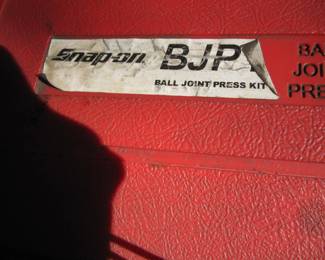 Snap-on BJP
BALL JOINT PRESS KIT
BA
JOI
PRE